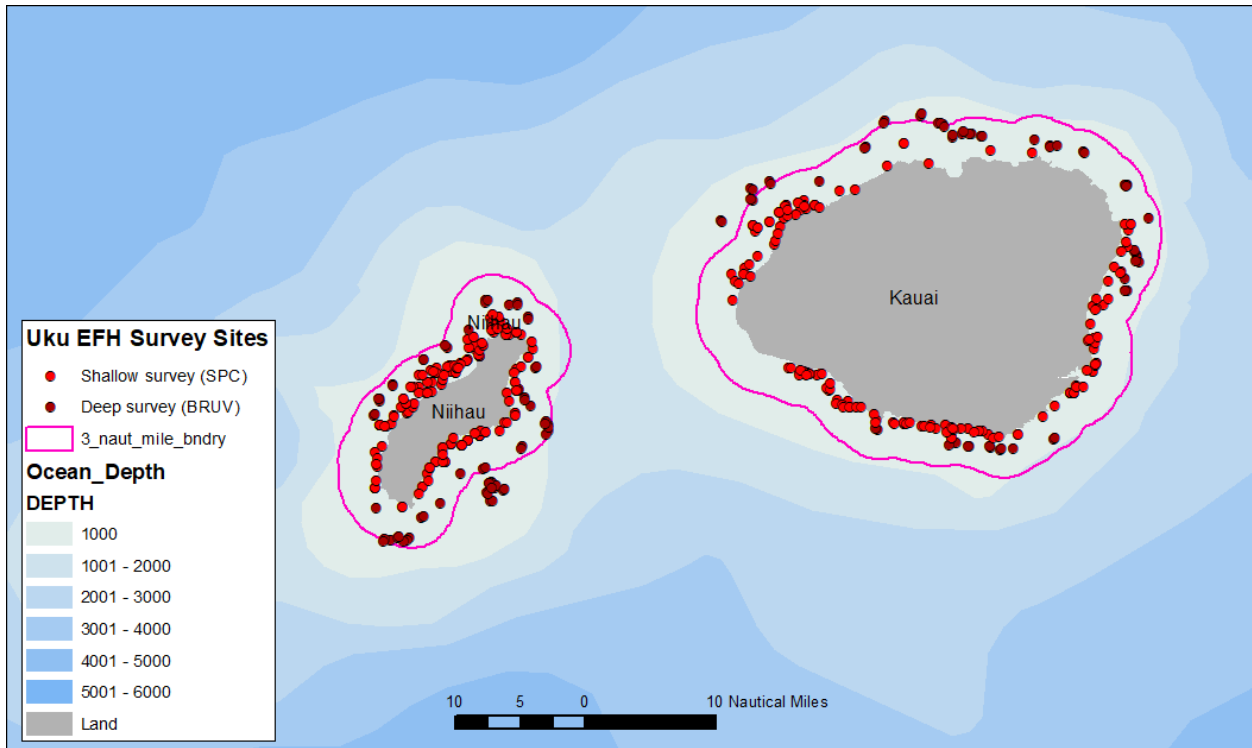 Kauai
Niihau
Niihau
Uku EFH Survey Sites
Shallow survey (SPC)
Deep survey (BRUV)
3_naut_mile_bndry
Ocean_Depth
DEPTH
1000
1001 - 2000
2001 - 3000
3001 - 4000
4001 - 5000
5001 - 6000
Land
10 5 0 10 Nautical Miles